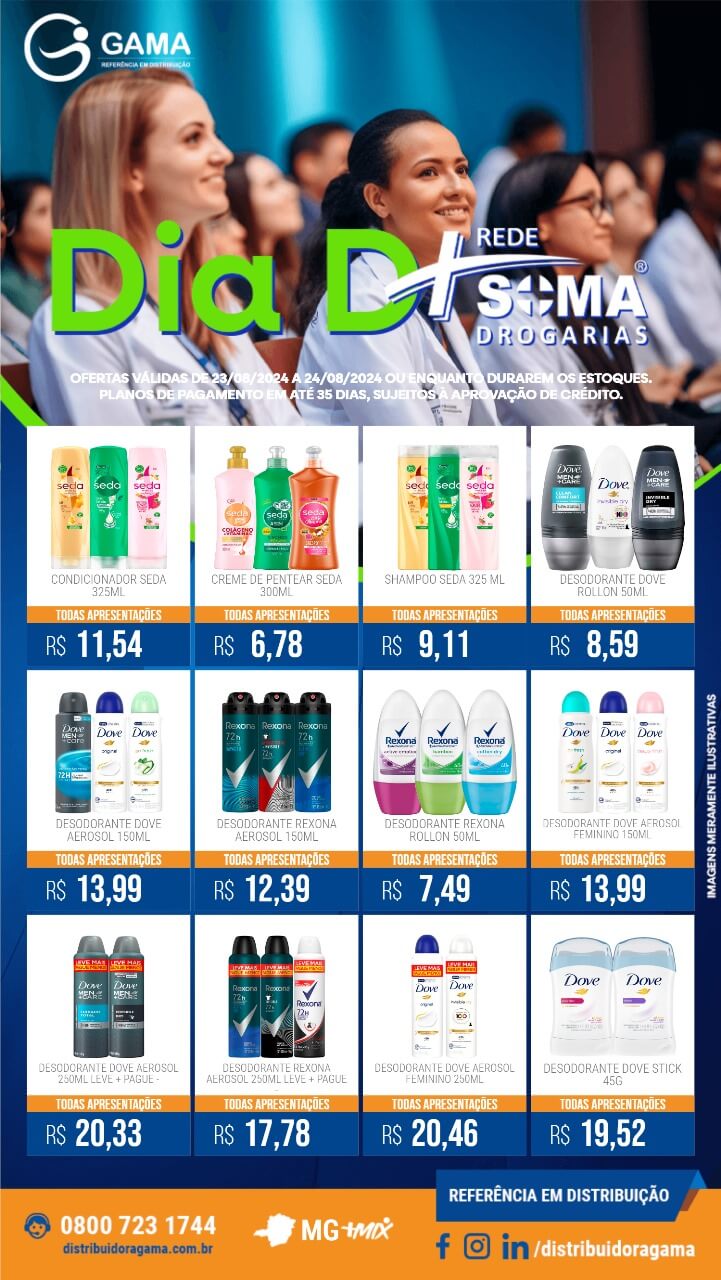 GAMA
REFERÊNCIA EM DISTRIBUIÇÃO
Dia D
REDE
SOMA
DROGARIAS
OFERTAS VÁLIDAS DE 23/08/2024 A 24/08/2024 OU ENQUANTO DURAREM OS ESTOQUES.
PLANOS DE PAGAMENTO EM ATÉ 35 DIAS, SUJEITOS À APROVAÇÃO DE CRÉDITO.
CONDICIONADOR SEDA
325ML
TODAS APRESENTAÇÕES
R$ 11,54
CREME DE PENTEAR SEDA
300ML
TODAS APRESENTAÇÕES
R$ 6,78
SHAMPOO SEDA 325 ML
TODAS APRESENTAÇÕES
R$ 9,11
DESODORANTE DOVE
ROLLON 50ML
TODAS APRESENTAÇÕES
R$ 8,59
DESODORANTE DOVE
AEROSOL 150ML
TODAS APRESENTAÇÕES
R$ 13,99
DESODORANTE REXONA
AEROSOL 150ML
TODAS APRESENTAÇÕES
R$ 12,39
DESODORANTE REXONA
ROLLON 50ML
TODAS APRESENTAÇÕES
R$ 7,49
DESODORANTE DOVE AEROSOL
FEMININO 150ML
TODAS APRESENTAÇÕES
R$ 13,99
DESODORANTE DOVE AEROSOL
250ML LEVE + PAGUE -
TODAS APRESENTAÇÕES
R$ 20,33
DESODORANTE REXONA
AEROSOL 250ML LEVE + PAGUE
-
TODAS APRESENTAÇÕES
R$ 17,78
DESODORANTE DOVE AEROSOL
FEMININO 250ML
TODAS APRESENTAÇÕES
R$ 20,46
DESODORANTE DOVE STICK
45G
TODAS APRESENTAÇÕES
R$ 19,52
IMAGENS MERAMENTE ILUSTRATIVAS
REFERÊNCIA EM DISTRIBUIÇÃO
0800 723 1744
distribuidoragama.com.br
MG +MIX
/distribuidoragama